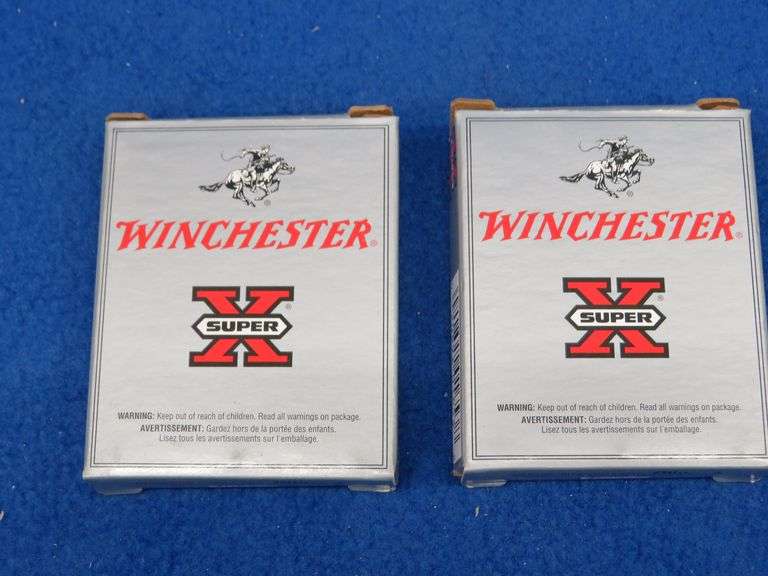 WINCHESTER®
X
SUPER
®
WARNING: Keep out of reach of children. Read all warnings on package.
AVERTISSEMENT: Gardez hors de la portée des enfants.
Lisez tous les avertissements sur l'emballage.
WINCHESTER®
X
SUPER
®
WARNING: Keep out of reach of children. Read all warnings on package.
AVERTISSEMENT: Gardez hors de la portée des enfants.
Lisez tous les avertissements sur l'emballage.